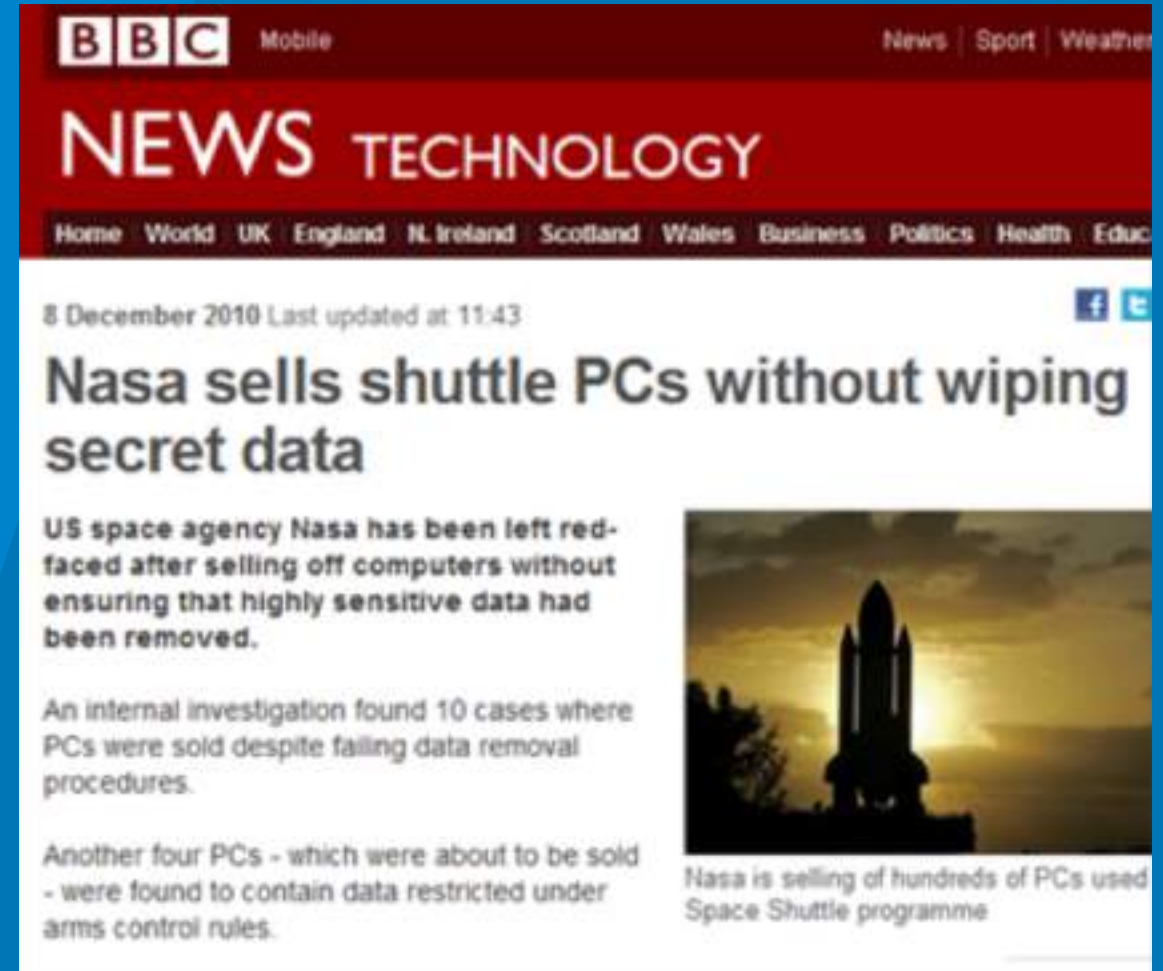 BBC Mobile News Sport Weather
NEWS TECHNOLOGY
Home World UK England N. Ireland Scotland Wales Business Politics Health Educ
8 December 2010 Last updated at 11:43
Nasa sells shuttle PCs without wiping
secret data
US space agency Nasa has been left red-
faced after selling off computers without
ensuring that highly sensitive data had
been removed.
An internal investigation found 10 cases where
PCs were sold despite failing data removal
procedures.
Another four PCs - which were about to be sold
- were found to contain data restricted under
arms control rules.
Nasa is selling of hundreds of PCs used
Space Shuttle programme